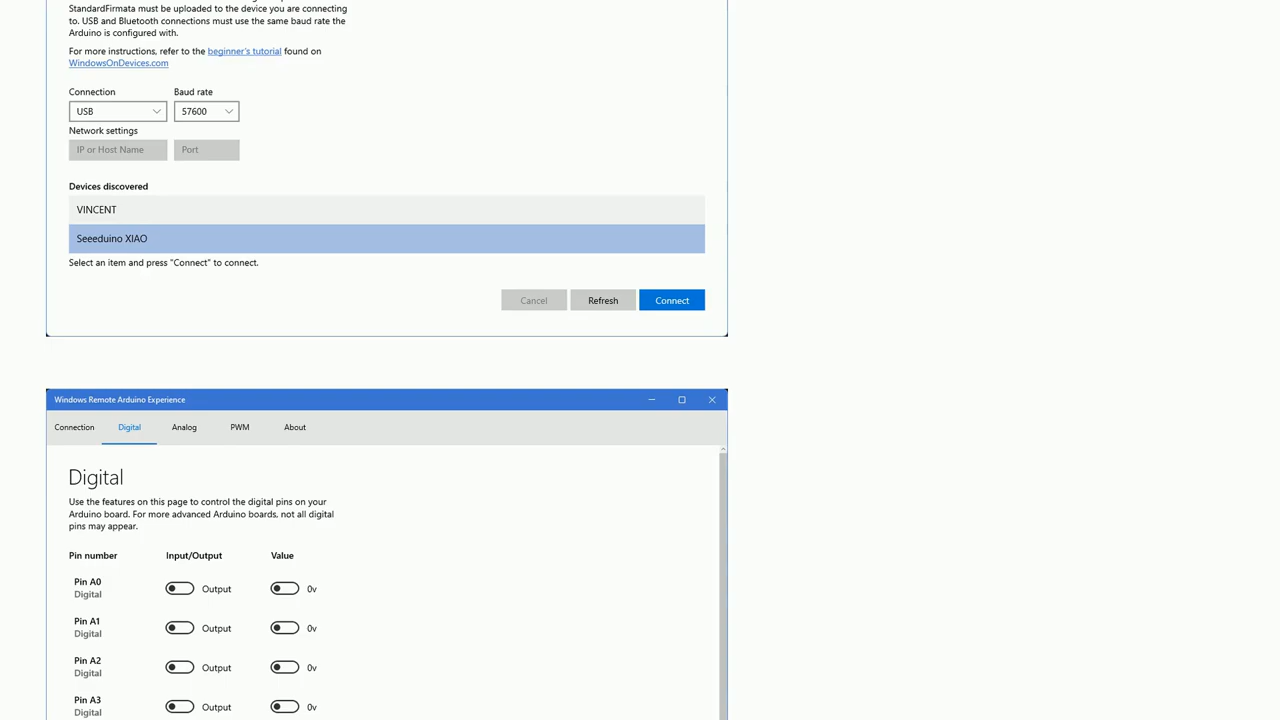 StandardFirmata must be uploaded to the device you are connecting
to. USB and Bluetooth connections must use the same baud rate the
Arduino is configured with.
For more instructions, refer to the beginner's tutorial found on
WindowsOnDevices.com
Connection Baud rate
USB 57600
Network settings
IP or Host Name Port
Devices discovered
VINCENT
Seeeduino XIAO
Select an item and press "Connect" to connect.
Cancel Refresh Connect
Windows Remote Arduino Experience
Connection Digital Analog PWM About
Digital
Use the features on this page to control the digital pins on your
Arduino board. For more advanced Arduino boards, not all digital
pins may appear.
Pin number Input/Output Value
Pin A0
Digital Output 0v
Pin A1
Digital Output 0v
Pin A2
Digital Output 0v
Pin A3
Digital Output 0v